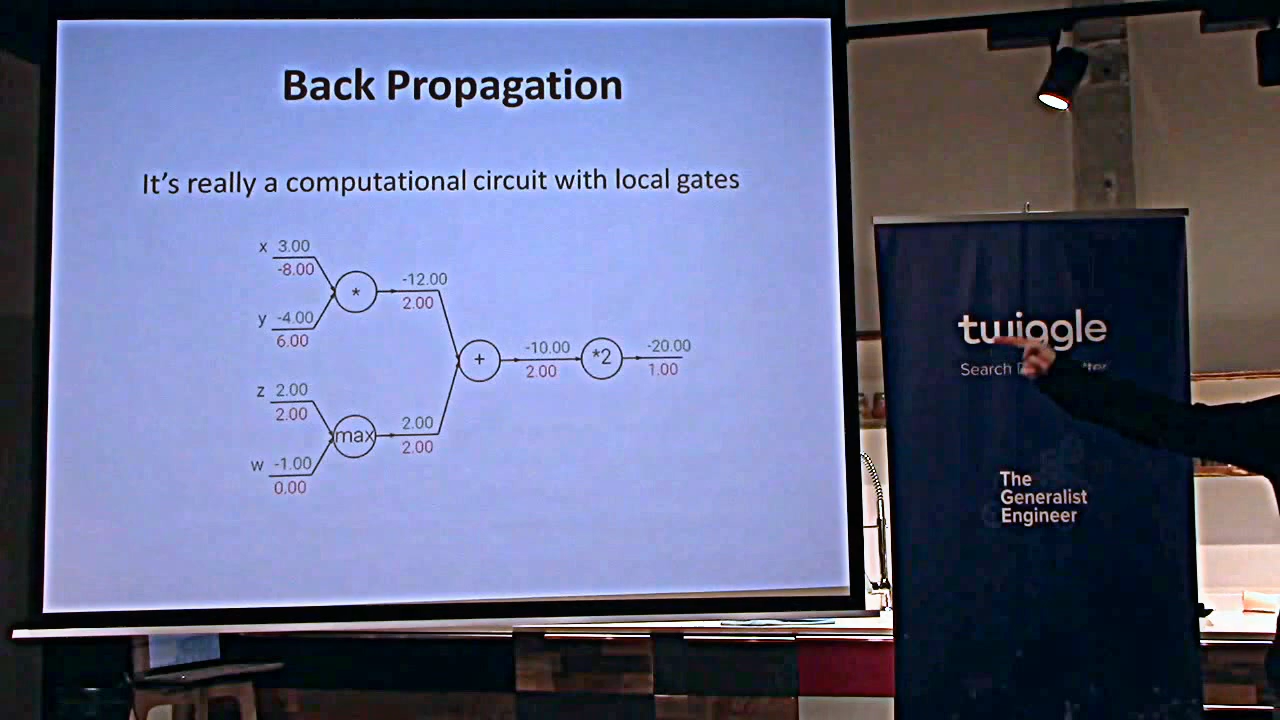 Back Propagation
It's really a computational circuit with local gates
x 3.00
-8.00
y -4.00
6.00
*
-12.00
2.00
z 2.00
2.00
w -1.00
0.00
max
2.00
2.00
+
-10.00
2.00
*2
-20.00
1.00
twiggle
Search
The
Generalist
Engineer